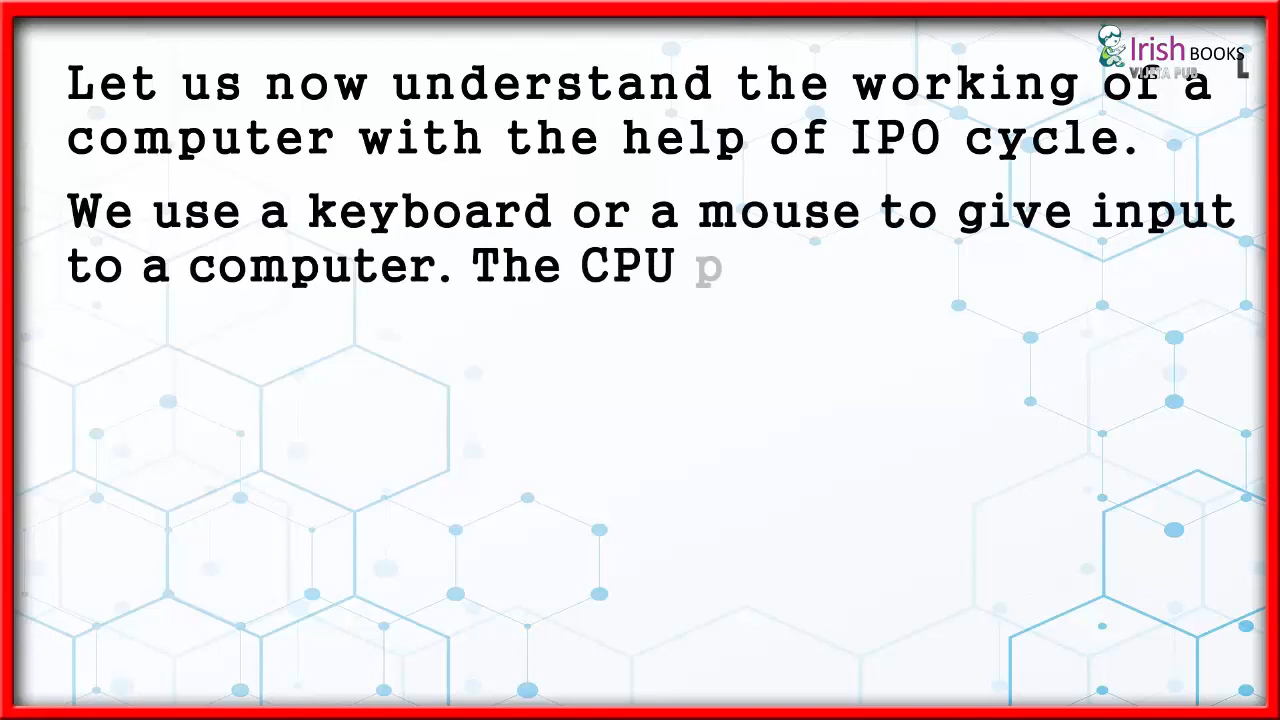 Irish BOOKS
Let us now understand the working of a
computer with the help of IPO cycle.
We use a keyboard or a mouse to give input
to a computer. The CPU p